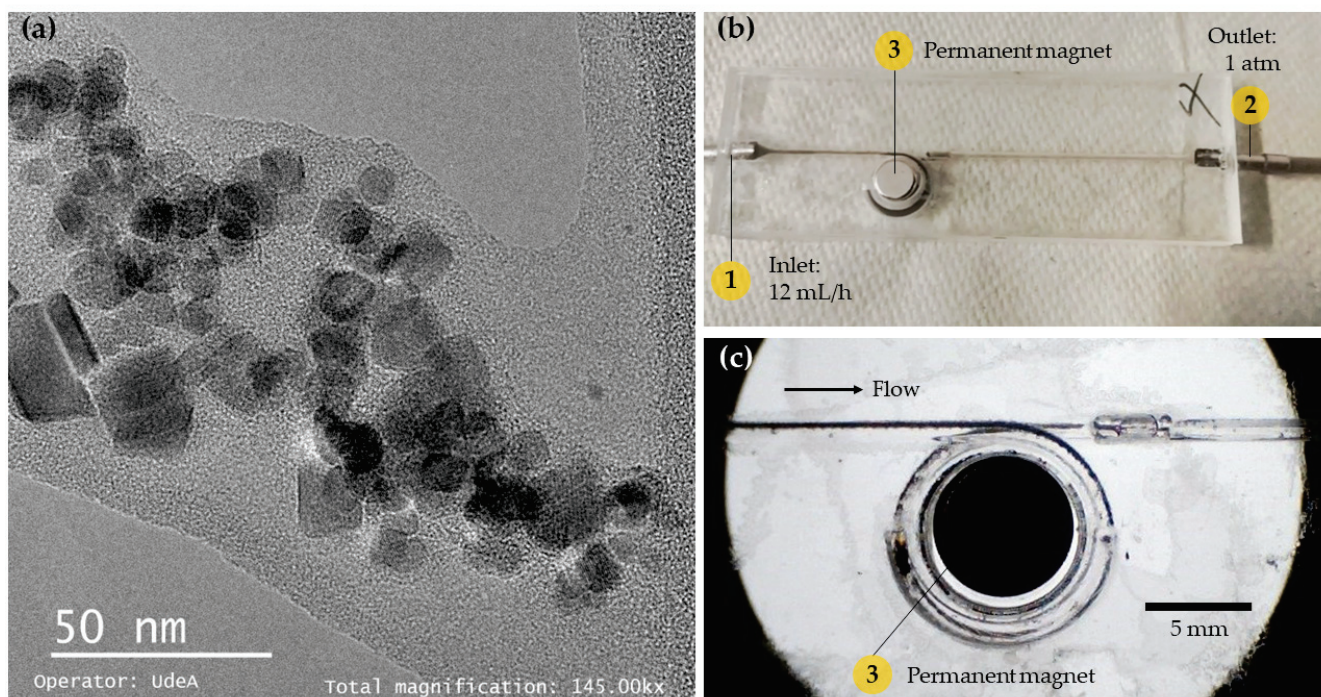 (a)
50 nm
Operator: UdeA
Total magnification: 145.00kx
(b)
3 Permanent magnet
Outlet:
1 atm
2
1 Inlet:
12 mL/h
(c)
Flow
5 mm
3 Permanent magnet